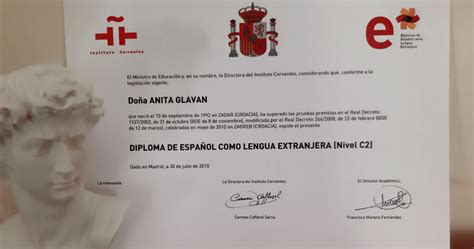 Instituto Cervantes
e
Diplomas de
Español como
Lengua
Extranjera
El Ministro de Educación y, en su nombre, la Directora del Instituto Cervantes, considerando que, conforme a la
legislación vigente,
Doña ANITA GLAVAN
que nació el 10 de septiembre de 1992 en ZADAR (CROACIA), ha superado las pruebas previstas en el Real Decreto
1137/2002, de 31 de octubre (BOE de 8 de noviembre), modificado por el Real Decreto 264/2008, de 22 de febrero (BOE
de 12 de marzo), celebradas en mayo de 2010 en ZAGREB (CROACIA), expide el presente
DIPLOMA DE ESPAÑOL COMO LENGUA EXTRANJERA (Nivel C2)
Dado en Madrid, a 30 de julio de 2010
La interesada,
La Directora del Instituto Cervantes,
El Director Académico,
Carmen Caffarel Serra
Francisco Moreno Fernández